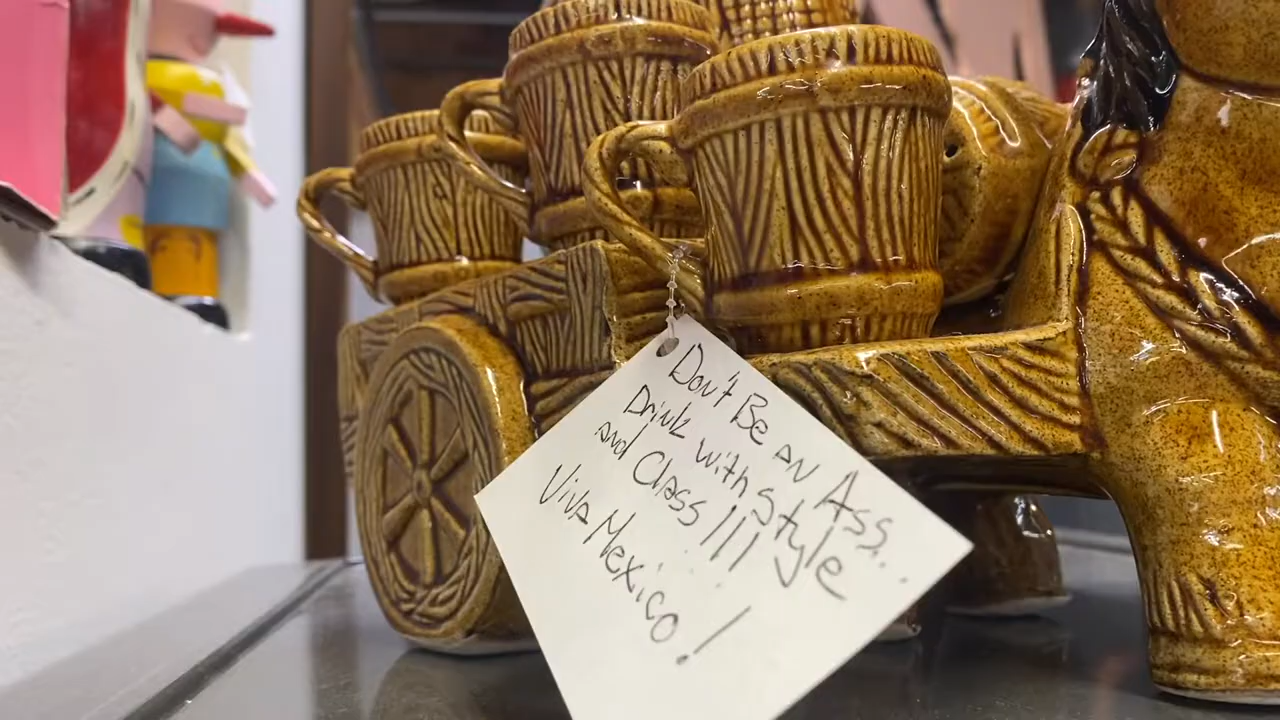 Don't Be an Ass..
Drink with style
and Class !!!
Viva Mexico!